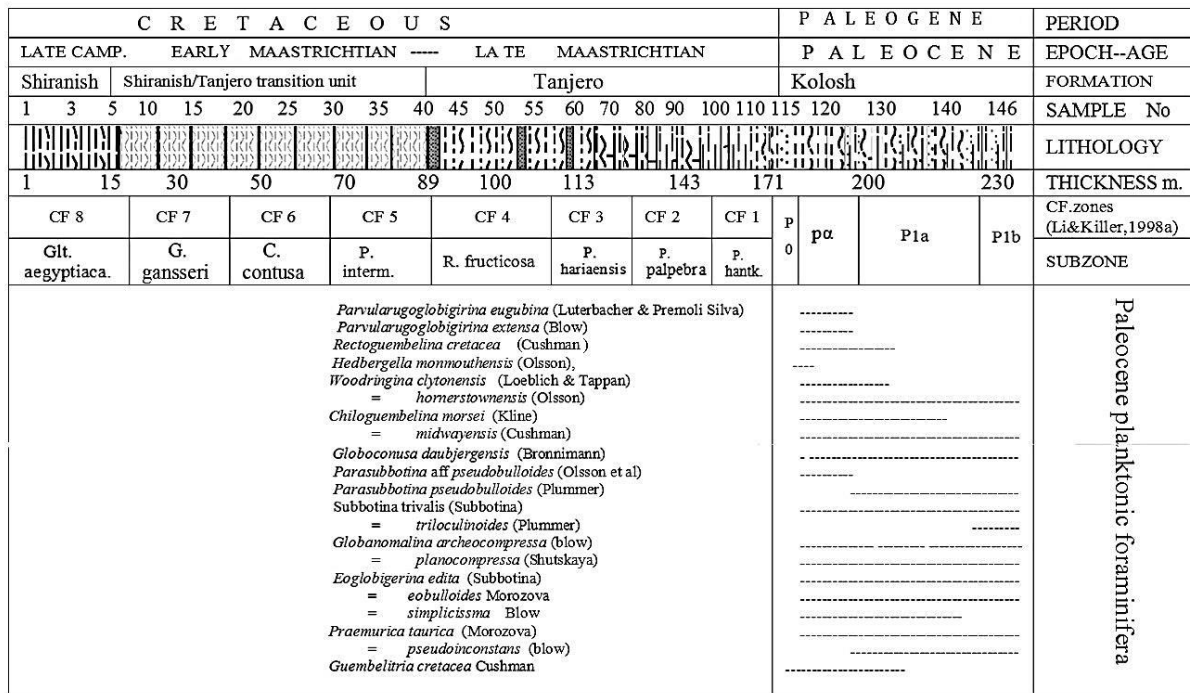 C R E T A C E O U S P A L E O G E N E PERIOD
LATE CAMP. EARLY MAASTRICHTIAN ----- LA TE MAASTRICHTIAN P A L E O C E N E EPOCH--AGE
Shiranish Shiranish/Tanjero transition unit Tanjero Kolosh FORMATION
1 3 5 10 15 20 25 30 35 40 45 50 55 60 70 80 90 100 110 115 120 130 140 146 SAMPLE No
LITHOLOGY
1 15 30 50 70 89 100 113 143 171 200 230 THICKNESS m.
CF 8 CF 7 CF 6 CF 5 CF 4 CF 3 CF 2 CF 1 P 0 pα P1a P1b CF.zones (Li&Killer,1998a)
Glt. aegyptiaca. G. gansseri C. contusa P. interm. R. fructicosa P. hariaensis P. palpebra P. hantk. SUBZONE
Parvularugoglobigirina eugubina (Luterbacher & Premoli Silva)
Parvularugoglobigirina extensa (Blow)
Rectoguembelina cretacea (Cushman )
Hedbergella monmouthensis (Olsson),
Woodringina clytonensis (Loeblich & Tappan)
= hornerstownensis (Olsson)
Chiloguembelina morsei (Kline)
= midwayensis (Cushman)
Globoconusa daubjergensis (Bronnimann)
Parasubbotina aff pseudobulloides (Olsson et al)
Parasubbotina pseudobulloides (Plummer)
Subbotina trivalis (Subbotina)
= triloculinoides (Plummer)
Globanomalina archeocompressa (blow)
= planocompressa (Shutskaya)
Eoglobigerina edita (Subbotina)
= eobulloides Morozova
= simplicissma Blow
Praemurica taurica (Morozova)
= pseudoinconstans (blow)
Guembelitria cretacea Cushman
Paleocene planktonic foraminifera